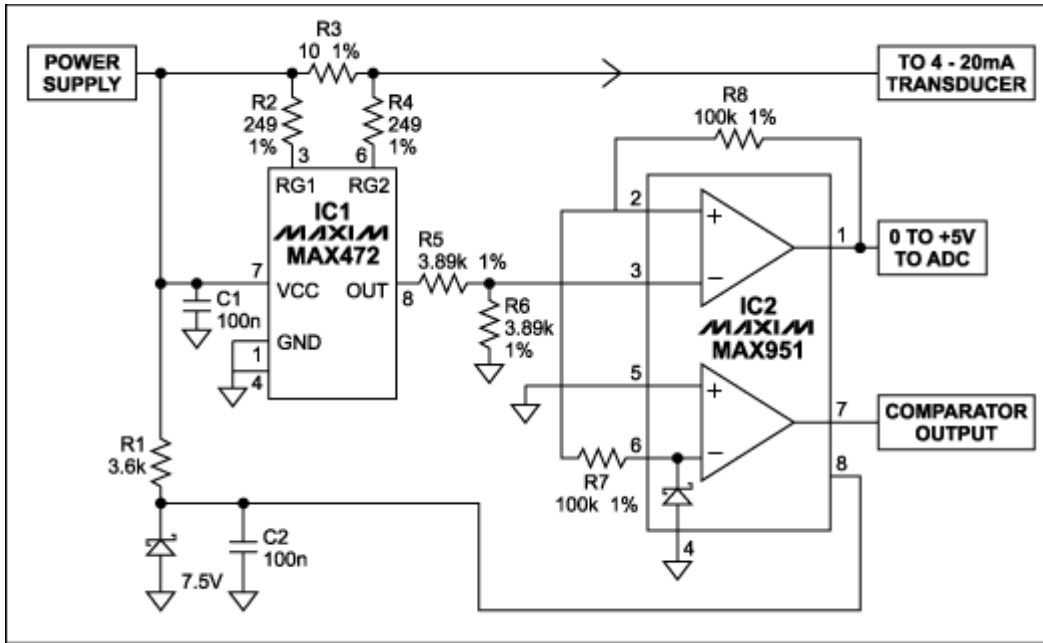 POWER
SUPPLY
R3
10 1%
TO 4 - 20mA
TRANSDUCER
R2
249
1%
R4
249
1%
R8
100k 1%
3
6
RG1
RG2
IC1
MAXIM
MAX472
2
1
0 TO +5V
TO ADC
R5
3.89k 1%
7
VCC
OUT
8
3
C1
100n
R6
3.89k
1%
IC2
MAXIM
MAX951
GND
1
4
5
7
COMPARATOR
OUTPUT
R1
3.6k
6
8
R7
100k 1%
C2
100n
4
7.5V
+
−
+
−